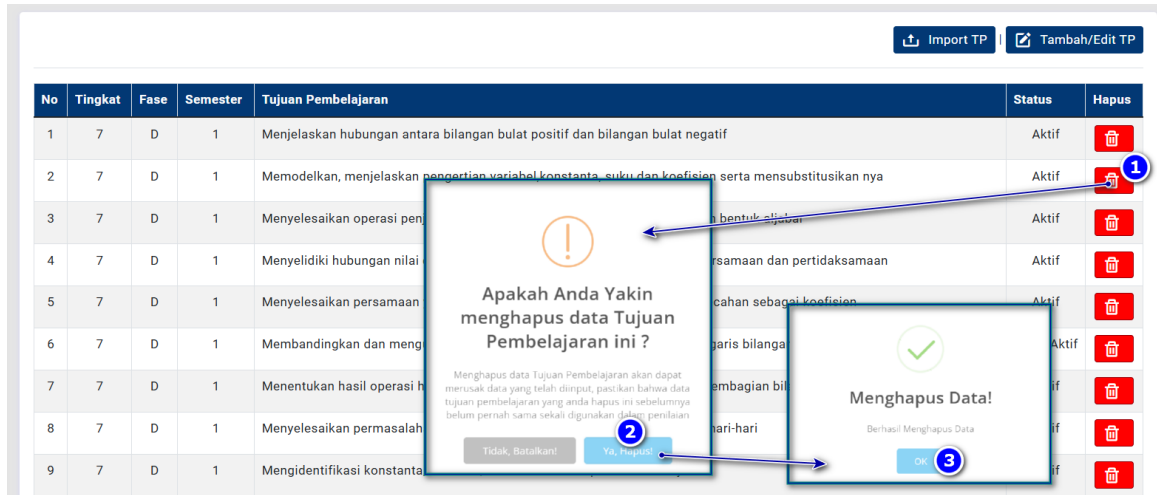 Import TP | Tambah/Edit TP
No Tingkat Fase Semester Tujuan Pembelajaran Status Hapus
1 7 D 1 Menjelaskan hubungan antara bilangan bulat positif dan bilangan bulat negatif Aktif
1
2 7 D 1 Memodelkan, menjelaskan pengertian variabel,konstanta, suku dan koefisien serta mensubstitusikan nya Aktif
3 7 D 1 Menyelesaikan operasi penj bentuk aljabar Aktif
4 7 D 1 Menyelidiki hubungan nilai rsamaan dan pertidaksamaan Aktif
5 7 D 1 Menyelesaikan persamaan cahan sebagai koefisien Aktif
6 7 D 1 Membandingkan dan mengu garis bilanga Aktif
7 7 D 1 Menentukan hasil operasi h embagian bil if
8 7 D 1 Menyelesaikan permasalah hari-hari if
9 7 D 1 Mengidentifikasi konstanta if
Apakah Anda Yakin
menghapus data Tujuan
Pembelajaran ini ?
Menghapus data Tujuan Pembelajaran akan dapat
merusak data yang telah diinput, pastikan bahwa data
tujuan pembelajaran yang anda hapus ini sebelumnya
belum pernah sama sekali digunakan dalam penilaian
2
Tidak, Batalkan! Ya, Hapus!
Menghapus Data!
Berhasil Menghapus Data
OK 3